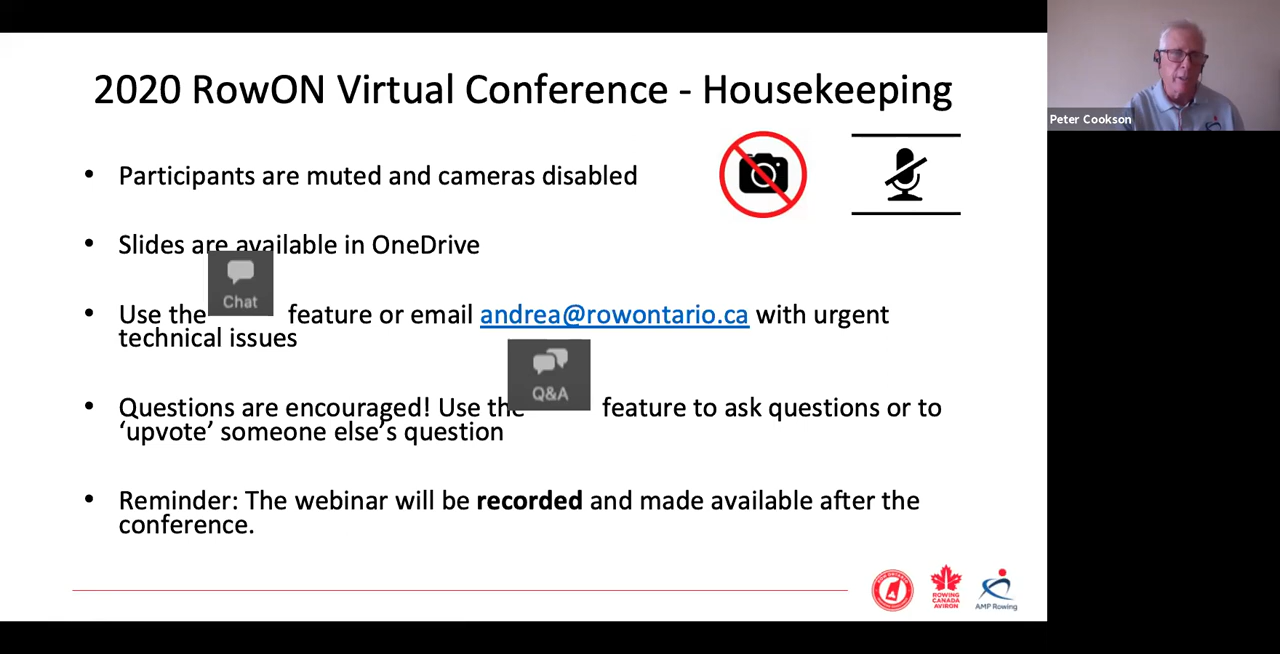 2020 RowON Virtual Conference - Housekeeping
Peter Cookson
• Participants are muted and cameras disabled
• Slides are available in OneDrive
• Use the Chat feature or email andrea@rowontario.ca with urgent
technical issues
• Questions are encouraged! Use the Q&A feature to ask questions or to
‘upvote’ someone else’s question
• Reminder: The webinar will be recorded and made available after the
conference.
ROWING
CANADA
AVIRON
AMP Rowing